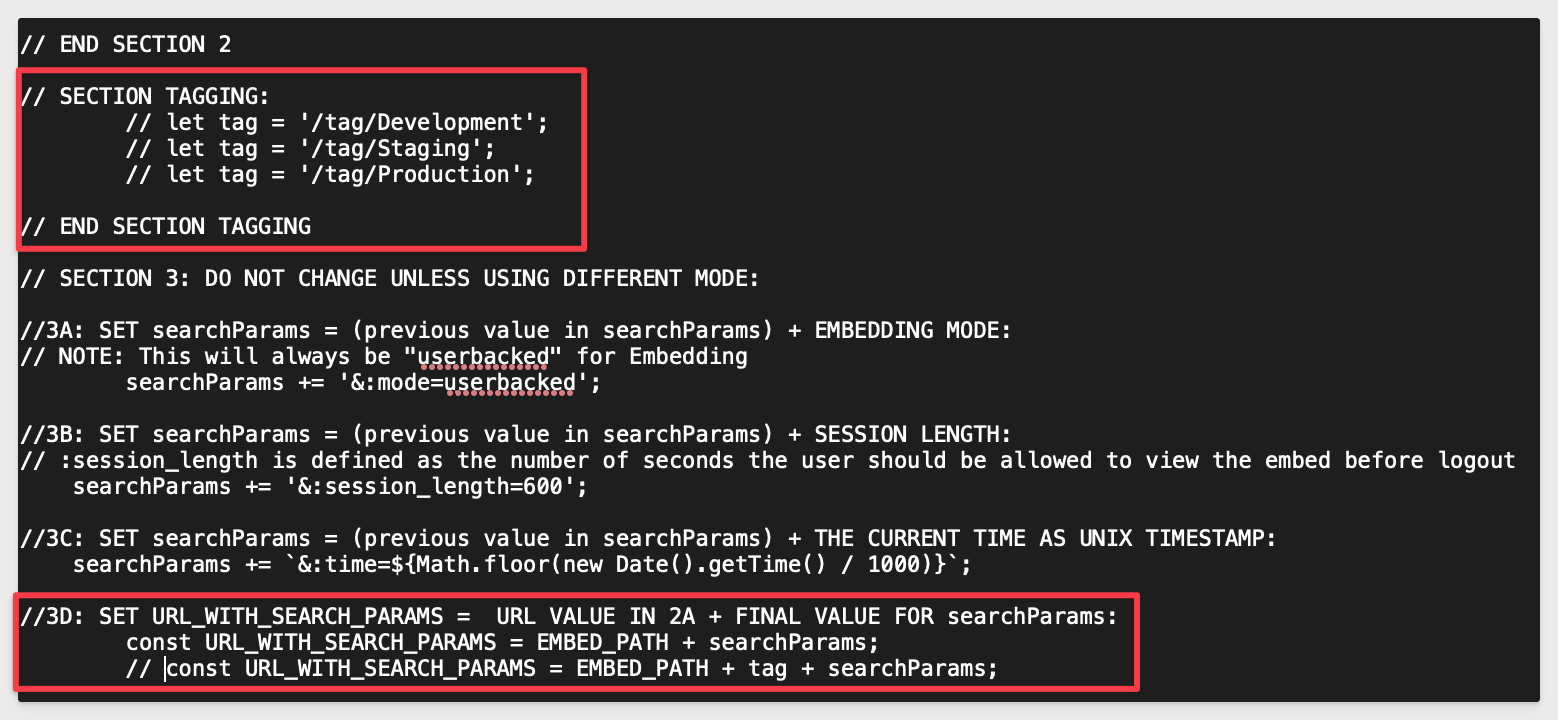 // END SECTION 2
// SECTION TAGGING:
// let tag = '/tag/Development';
// let tag = '/tag/Staging';
// let tag = '/tag/Production';
// END SECTION TAGGING
// SECTION 3: DO NOT CHANGE UNLESS USING DIFFERENT MODE:
//3A: SET searchParams = (previous value in searchParams) + EMBEDDING MODE:
// NOTE: This will always be "userbacked" for Embedding
searchParams += '&:mode=userbacked';
//3B: SET searchParams = (previous value in searchParams) + SESSION LENGTH:
// :session_length is defined as the number of seconds the user should be allowed to view the embed before logout
searchParams += '&:session_length=600';
//3C: SET searchParams = (previous value in searchParams) + THE CURRENT TIME AS UNIX TIMESTAMP:
searchParams += `&:time=${Math.floor(new Date().getTime() / 1000)}`;
//3D: SET URL_WITH_SEARCH_PARAMS =  URL VALUE IN 2A + FINAL VALUE FOR searchParams:
const URL_WITH_SEARCH_PARAMS = EMBED_PATH + searchParams;
// const URL_WITH_SEARCH_PARAMS = EMBED_PATH + tag + searchParams;